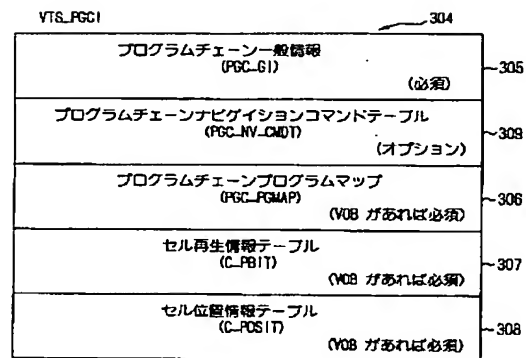 VTS_PGCI
304
プログラムチェーン一般情報
(PGC_GI)
(必須)
305
プログラムチェーンナビゲイションコマンドテーブル
(PGC_NV_CMDT)
(オプション)
309
プログラムチェーンプログラムマップ
(PGC_PGMAP)
(VOB があれば必須)
306
セル再生情報テーブル
(C_PBIT)
(VOB があれば必須)
307
セル位置情報テーブル
(C_POSIT)
(VOB があれば必須)
308